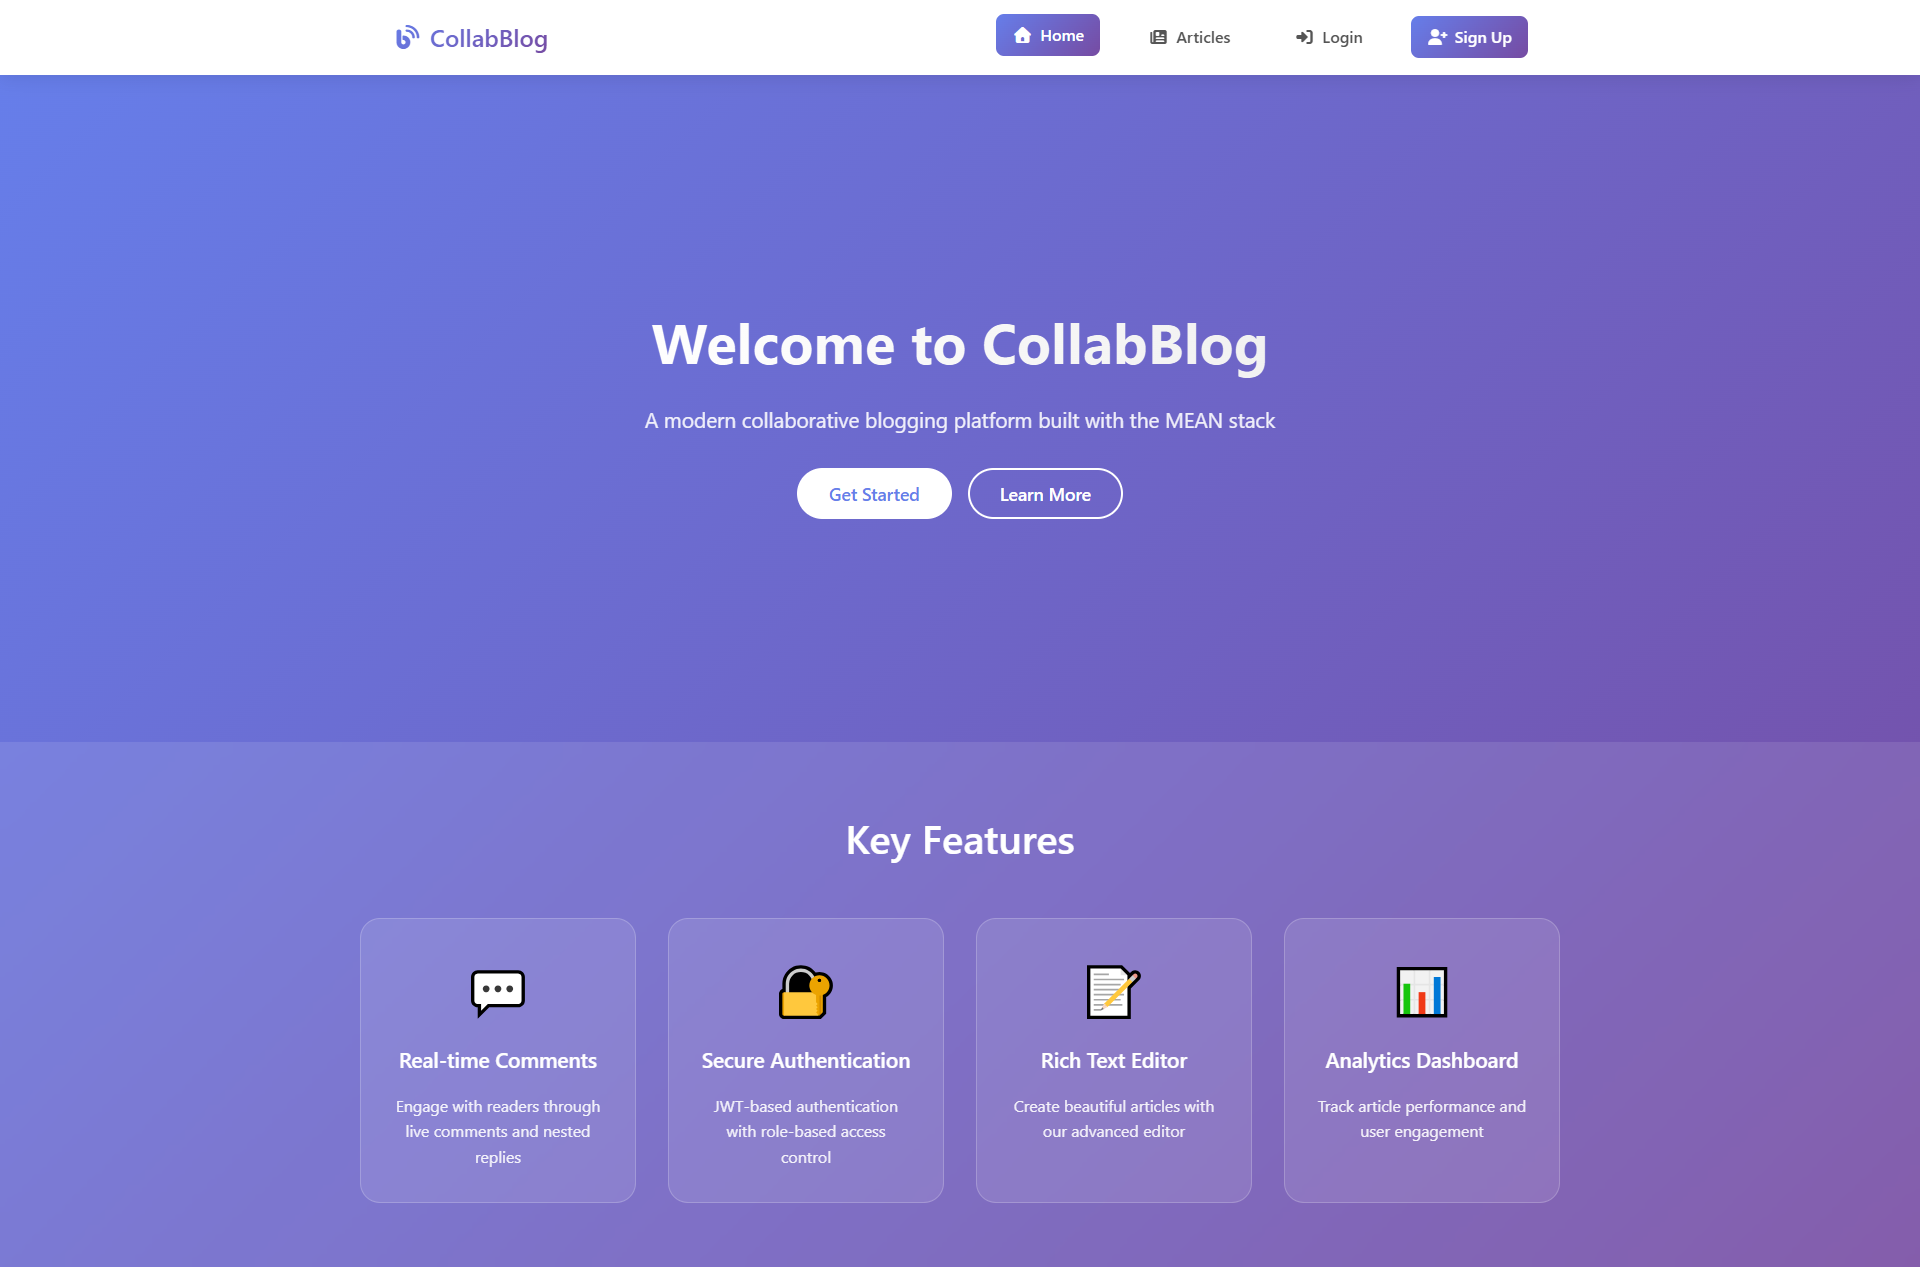 CollabBlog
Home
Articles
Login
Sign Up
Welcome to CollabBlog
A modern collaborative blogging platform built with the MEAN stack
Get Started
Learn More
Key Features
Real-time Comments
Engage with readers through
live comments and nested
replies
Secure Authentication
JWT-based authentication
with role-based access
control
Rich Text Editor
Create beautiful articles with
our advanced editor
Analytics Dashboard
Track article performance and
user engagement